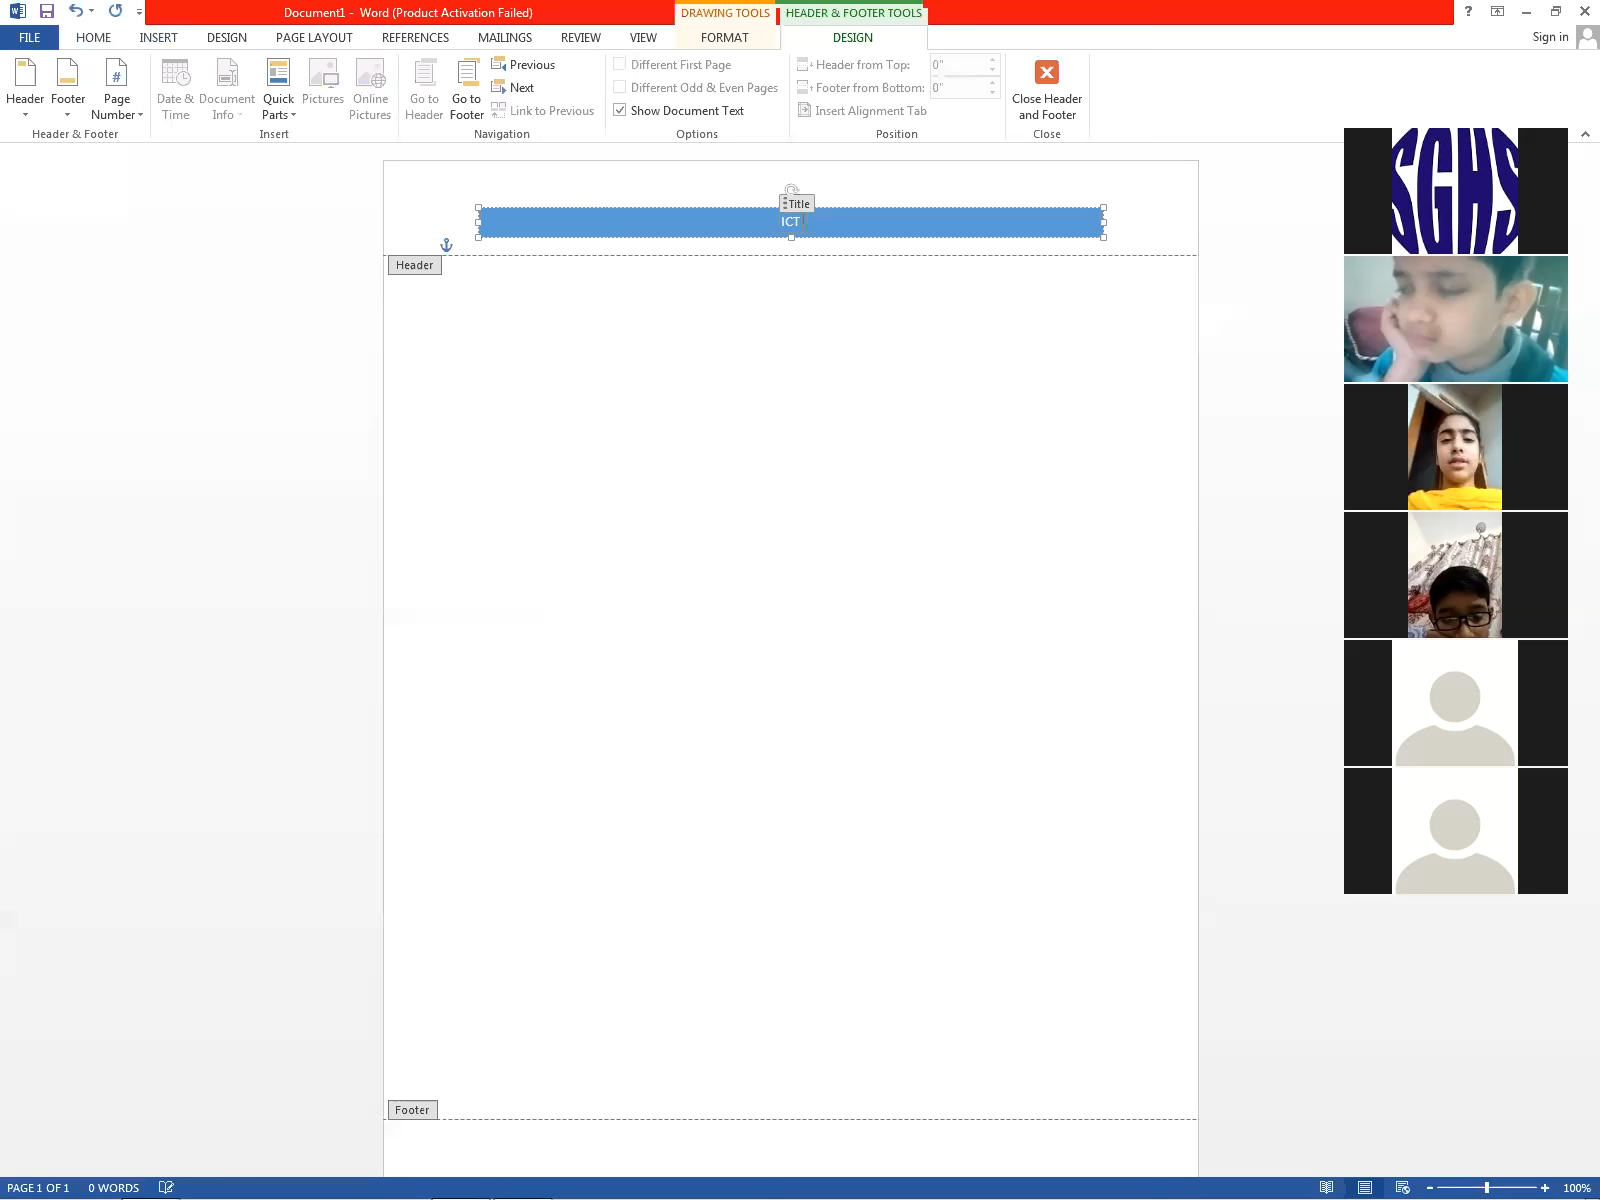 Document1 - Word (Product Activation Failed)
DRAWING TOOLS
HEADER & FOOTER TOOLS
FILE
HOME
INSERT
DESIGN
PAGE LAYOUT
REFERENCES
MAILINGS
REVIEW
VIEW
FORMAT
DESIGN
Sign in
Header
Footer
Page
Number
Header & Footer
Date &
Time
Document
Info
Quick
Parts
Pictures
Online
Pictures
Insert
Go to
Header
Go to
Footer
Previous
Next
Link to Previous
Navigation
Different First Page
Different Odd & Even Pages
Show Document Text
Options
Header from Top: 0"
Footer from Bottom: 0"
Insert Alignment Tab
Position
Close Header
and Footer
Close
SGHS
Title
ICT
Header
Footer
PAGE 1 OF 1
0 WORDS
100%